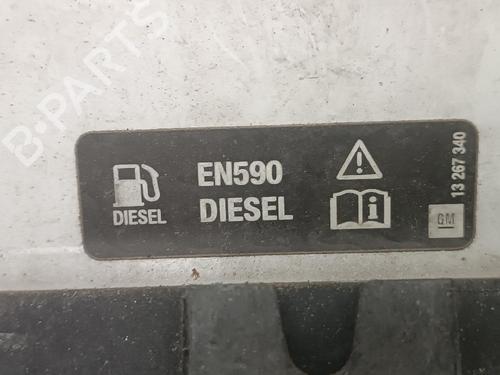 B-PARTS
EN590
DIESEL
DIESEL
13 267 340
GM